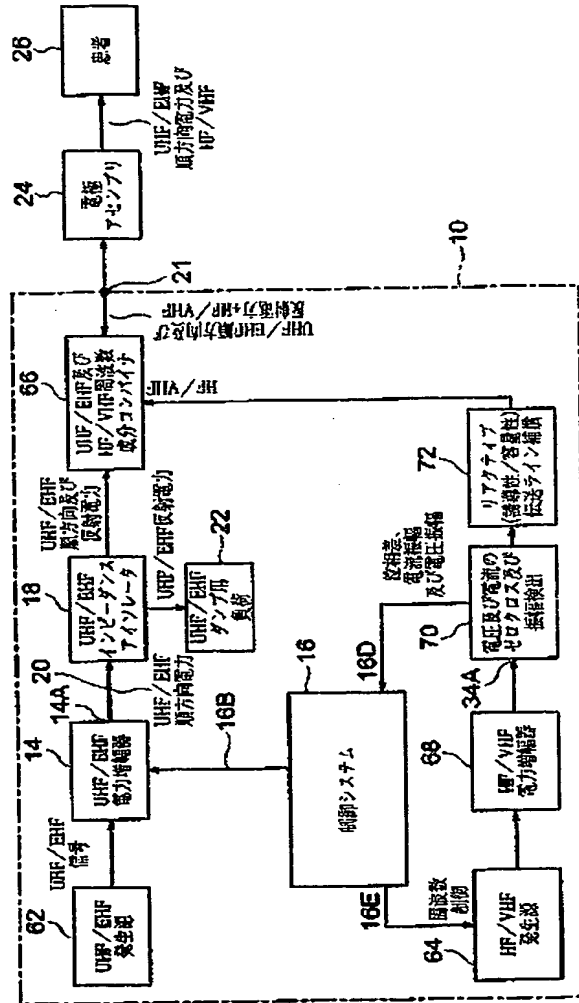 62
UHF/EHF
発生源
UHF/EHF
信号
14
UHF/EHF
電力増幅器
14A
20
UHF/EHF
順方向電力
18
UHF/EHF
インピーダンス
アイソレータ
UHF/EHF反射電力
22
UHF/EHF
ダンプ用
負荷
UHF/EHF
順方向及び
反射電力
66
UHF/EHF及び
HF/VHF周波数
成分コンバイナ
UHF/EHF順方向及び
反射電力+HF/VHF
21
10
24
電極
アセンブリ
UHF/EHF
順方向電力及び
HF/VHF
26
患者
16B
16
制御システム
16D
位相差、
電流振幅
及び電圧振幅
16E
周波数
制御
64
HF/VHF
発生源
68
HF/VHF
電力増幅器
34A
70
電圧及び電流の
ゼロクロス及び
振幅検出
72
リアクティブ
(誘導性/容量性)
伝送ライン補償
HF/VHF